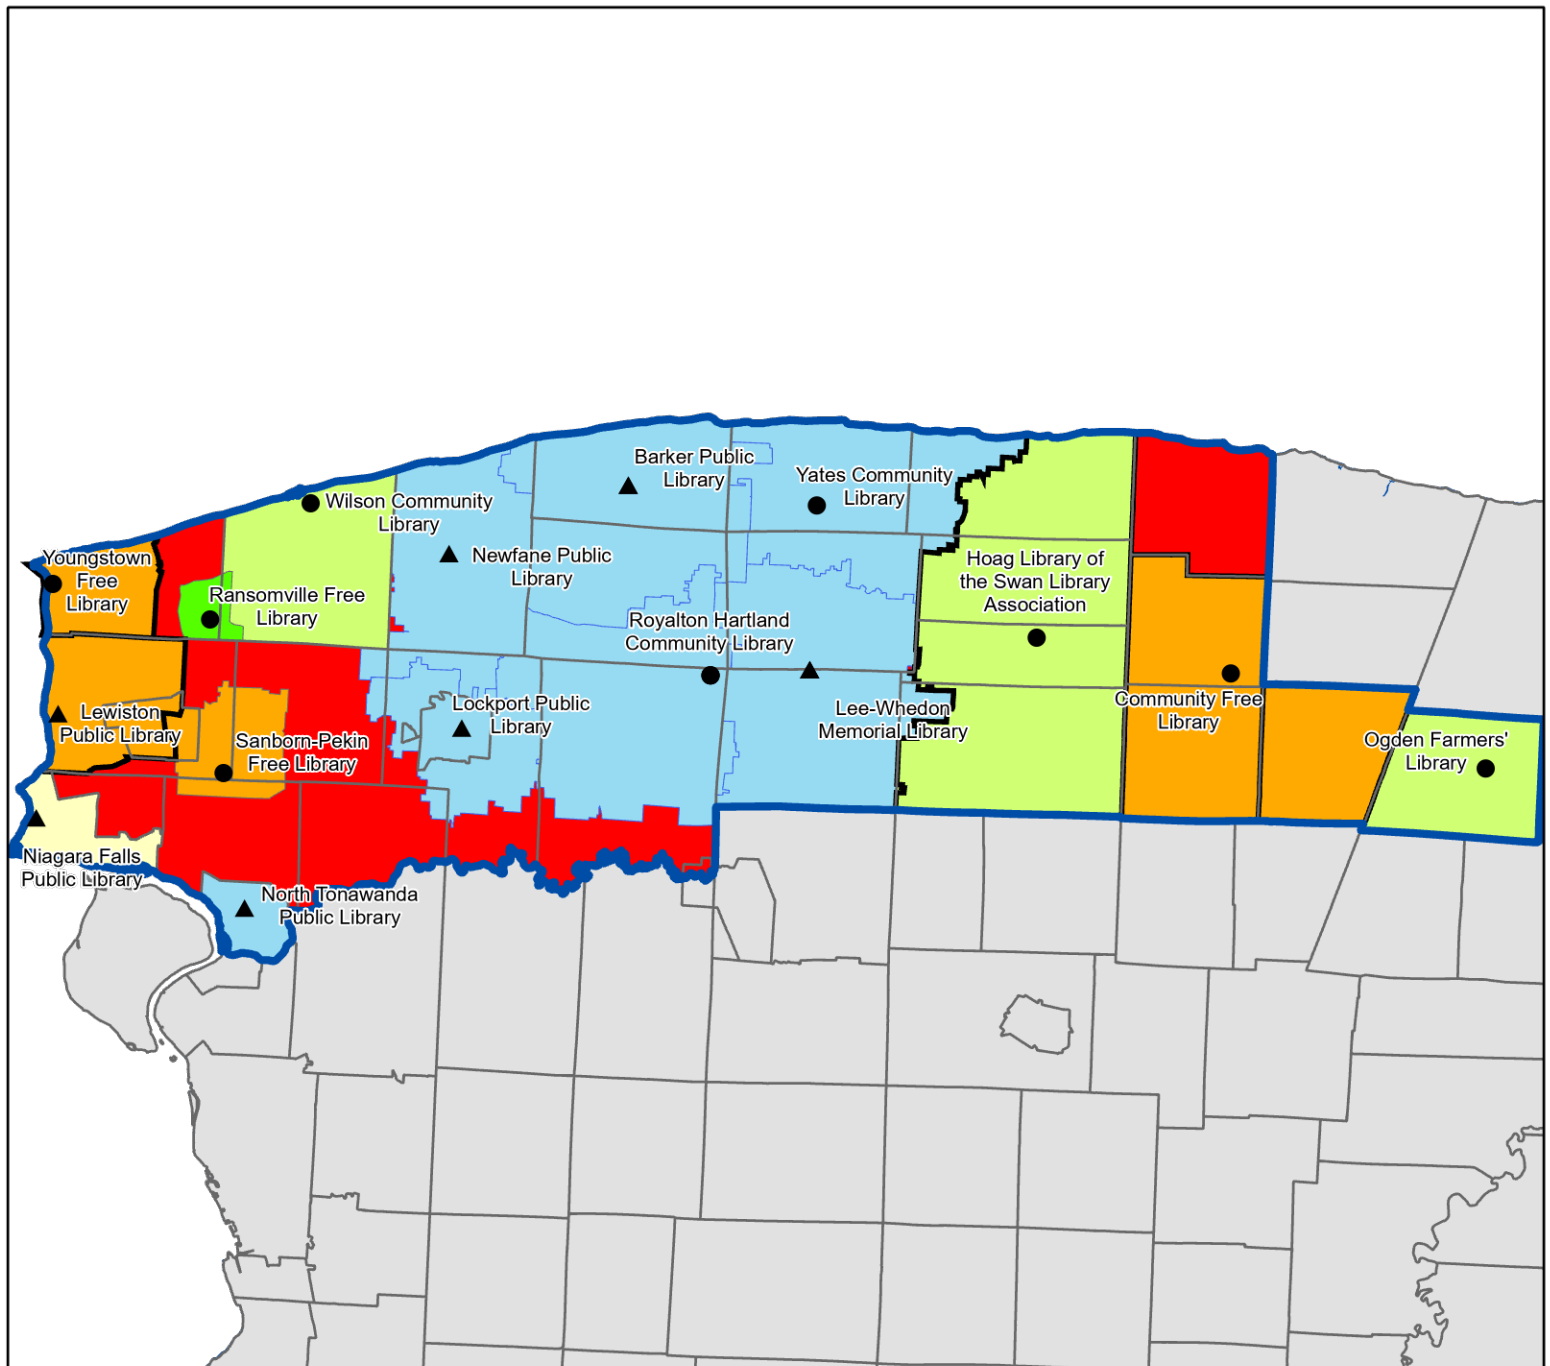 Barker Public
Library
Yates Community
Library
Wilson Community
Library
Youngstown
Free
Library
Newfane Public
Library
Hoag Library of
the Swan Library
Association
Ransomville Free
Library
Royalton Hartland
Community Library
Lewiston
Public Library
Lockport Public
Library
Lee-Whedon
Memorial Library
Community Free
Library
Sanborn-Pekin
Free Library
Ogden Farmers'
Library
Niagara Falls
Public Library
North Tonawanda
Public Library